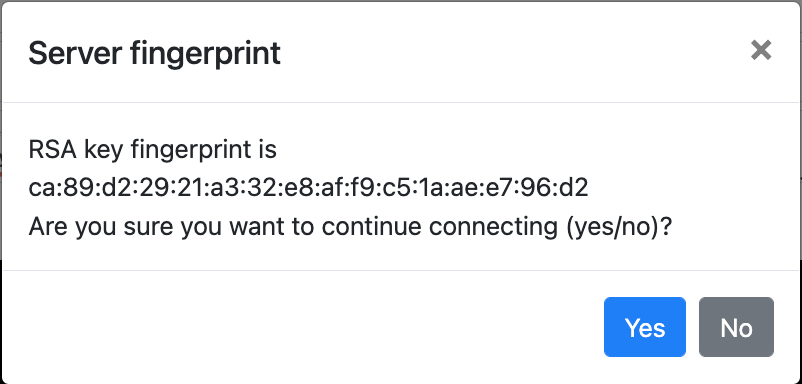 Server fingerprint
×
RSA key fingerprint is
ca:89:d2:29:21:a3:32:e8:af:f9:c5:1a:ae:e7:96:d2
Are you sure you want to continue connecting (yes/no)?
Yes
No